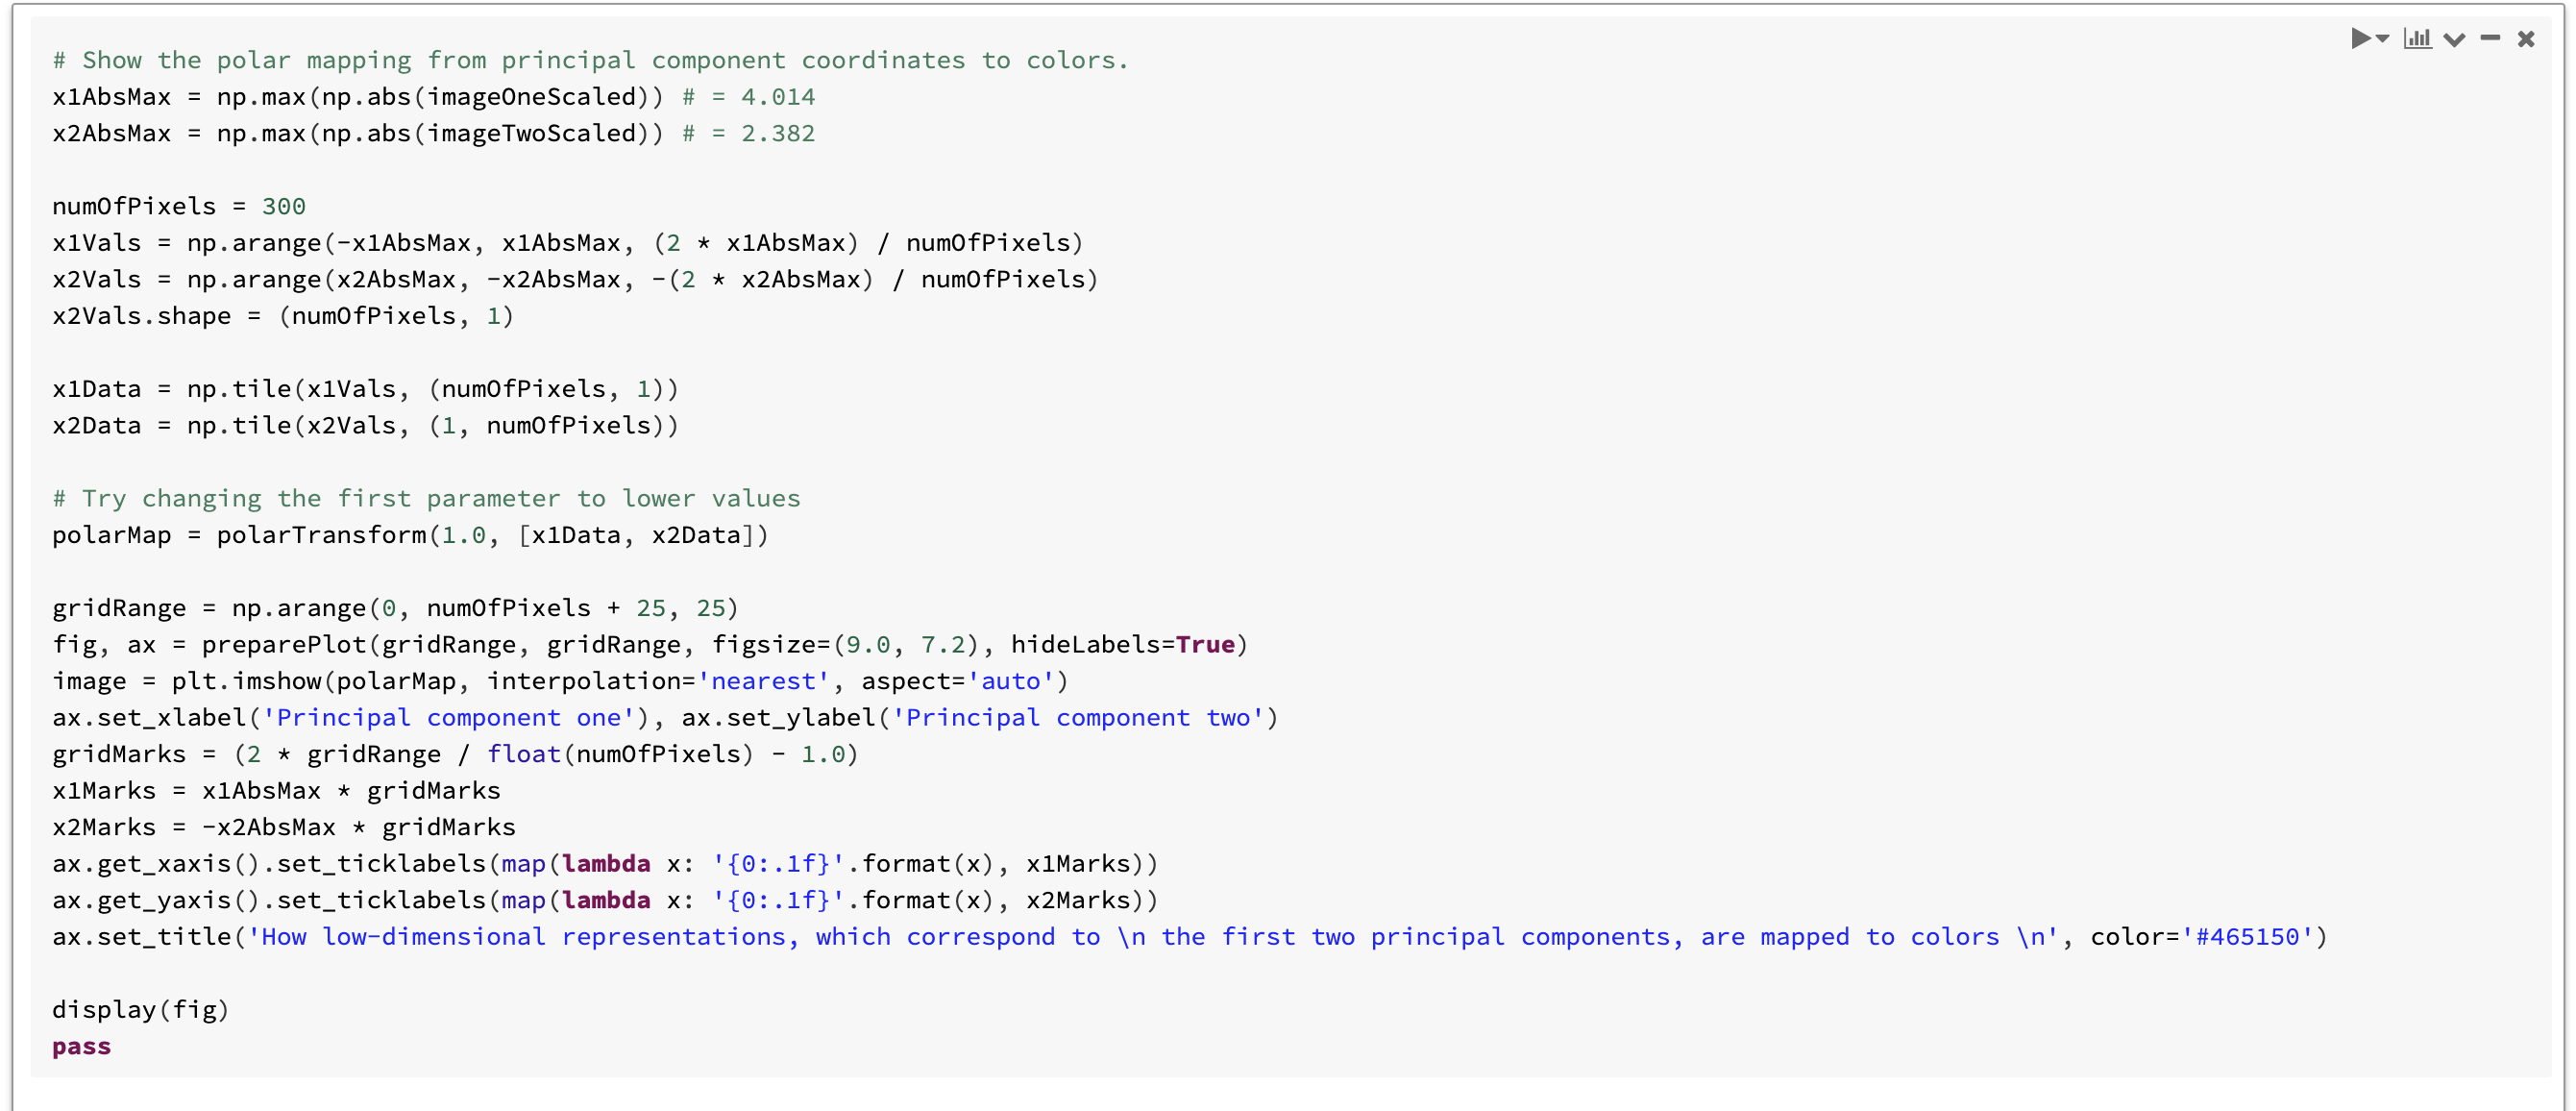 # Show the polar mapping from principal component coordinates to colors.
x1AbsMax = np.max(np.abs(imageOneScaled)) # = 4.014
x2AbsMax = np.max(np.abs(imageTwoScaled)) # = 2.382

numOfPixels = 300
x1Vals = np.arange(-x1AbsMax, x1AbsMax, (2 * x1AbsMax) / numOfPixels)
x2Vals = np.arange(x2AbsMax, -x2AbsMax, -(2 * x2AbsMax) / numOfPixels)
x2Vals.shape = (numOfPixels, 1)

x1Data = np.tile(x1Vals, (numOfPixels, 1))
x2Data = np.tile(x2Vals, (1, numOfPixels))

# Try changing the first parameter to lower values
polarMap = polarTransform(1.0, [x1Data, x2Data])

gridRange = np.arange(0, numOfPixels + 25, 25)
fig, ax = preparePlot(gridRange, gridRange, figsize=(9.0, 7.2), hideLabels=True)
image = plt.imshow(polarMap, interpolation='nearest', aspect='auto')
ax.set_xlabel('Principal component one'), ax.set_ylabel('Principal component two')
gridMarks = (2 * gridRange / float(numOfPixels) - 1.0)
x1Marks = x1AbsMax * gridMarks
x2Marks = -x2AbsMax * gridMarks
ax.get_xaxis().set_ticklabels(map(lambda x: '{0:.1f}'.format(x), x1Marks))
ax.get_yaxis().set_ticklabels(map(lambda x: '{0:.1f}'.format(x), x2Marks))
ax.set_title('How low-dimensional representations, which correspond to \n the first two principal components, are mapped to colors \n', color='#465150')

display(fig)
pass